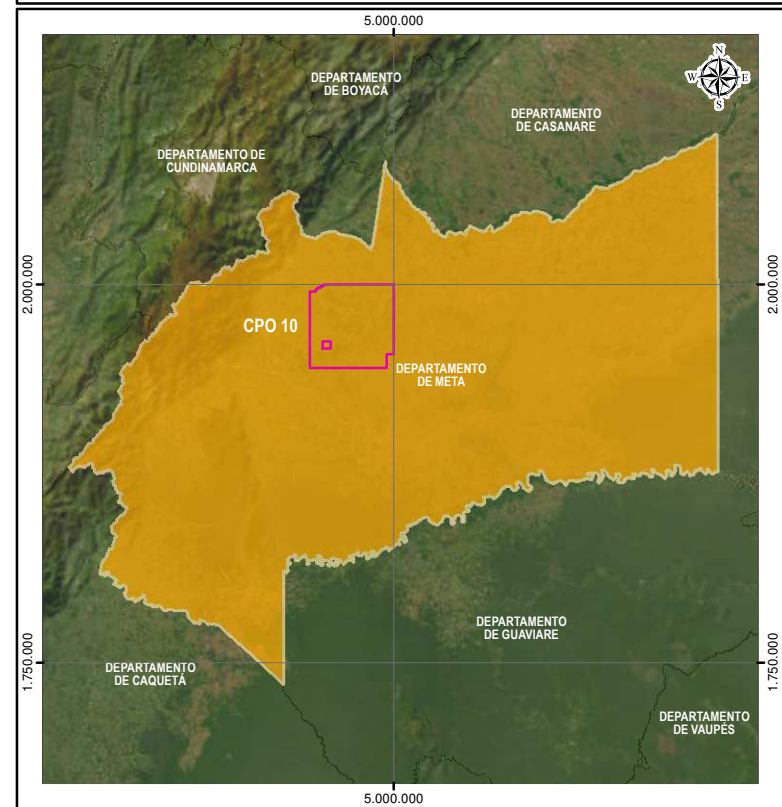 5.000.000
N
W
E
S
DEPARTAMENTO
DE BOYACÁ
DEPARTAMENTO
DE CASANARE
DEPARTAMENTO DE
CUNDINAMARCA
2.000.000
2.000.000
CPO 10
DEPARTAMENTO
DE META
DEPARTAMENTO
DE GUAVIARE
1.750.000
1.750.000
DEPARTAMENTO
DE CAQUETÁ
DEPARTAMENTO
DE VAUPÉS
5.000.000